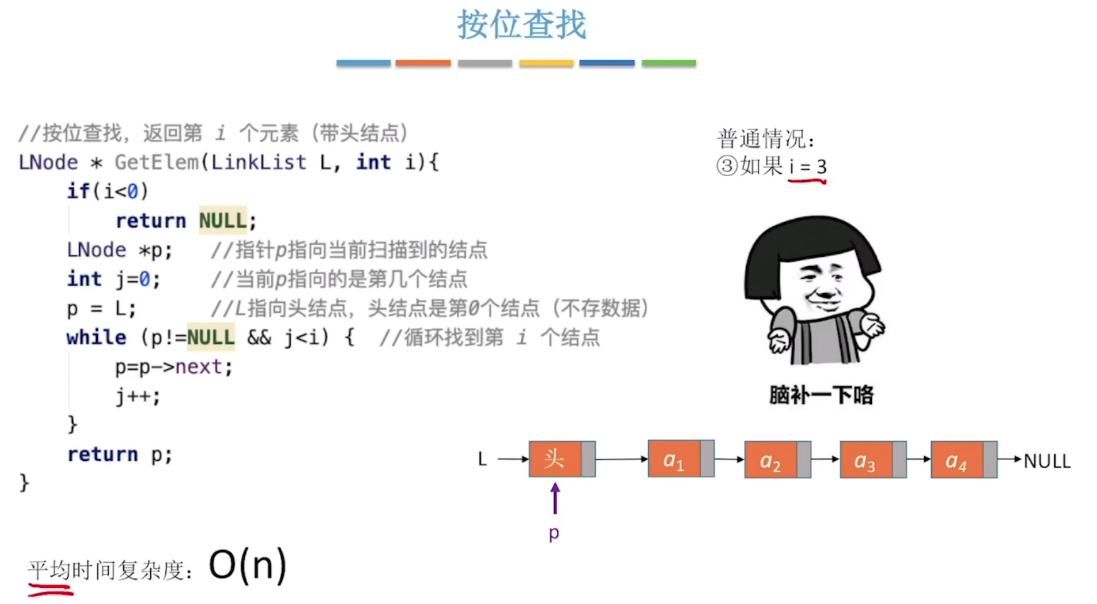 按位查找
//按位查找，返回第 i 个元素（带头结点）
LNode * GetElem(LinkList L, int i){
if(i<0)
return NULL;
LNode *p; //指针p指向当前扫描到的结点
int j=0; //当前p指向的是第几个结点
p = L; //L指向头结点，头结点是第0个结点（不存数据）
while (p!=NULL && j<i) { //循环找到第 i 个结点
p=p->next;
j++;
}
return p;
}
平均时间复杂度：O(n)
普通情况：
③如果 i = 3
脑补一下咯
L 头 a1 a2 a3 a4 NULL
p